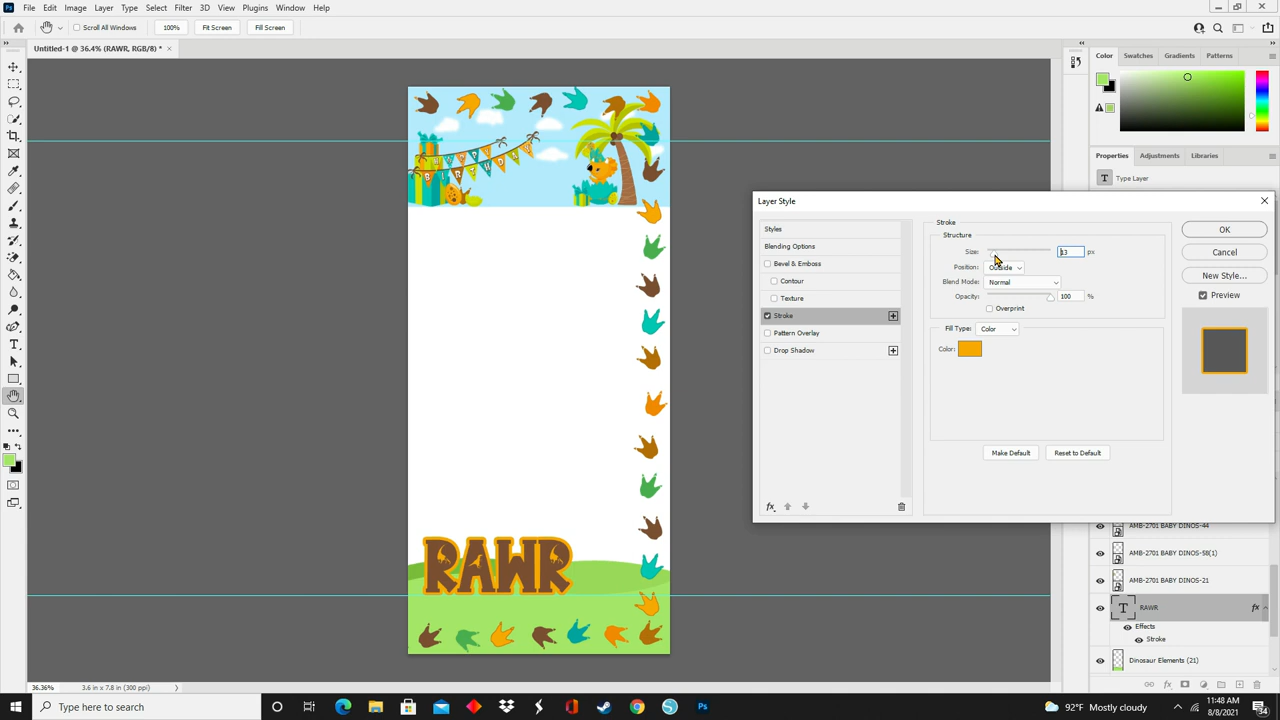 File Edit Image Layer Type Select Filter 3D View Plugins Window Help
Scroll All Windows 100% Fit Screen Fill Screen
Untitled-1 @ 36.4% (RAWR, RGB/8) * ×
Color Swatches Gradients Patterns
Properties Adjustments Libraries
T Type Layer
HAPPY
BIRTHDAY
RAWR
Layer Style
Styles
Blending Options
Bevel & Emboss
Contour
Texture
Stroke
Pattern Overlay
Drop Shadow
Stroke
Structure
Size: 13 px
Position: Outside
Blend Mode: Normal
Opacity: 100 %
Overprint
Fill Type: Color
Color:
Make Default Reset to Default
OK
Cancel
New Style...
Preview
AMB-2701 BABY DINOS-44
AMB-2701 BABY DINOS-58(1)
AMB-2701 BABY DINOS-21
T RAWR fx
Effects
Stroke
Dinosaur Elements (21)
36.36% 3.6 in x 7.8 in (300 ppi)
Type here to search
92°F Mostly cloudy
11:48 AM
8/8/2021
34